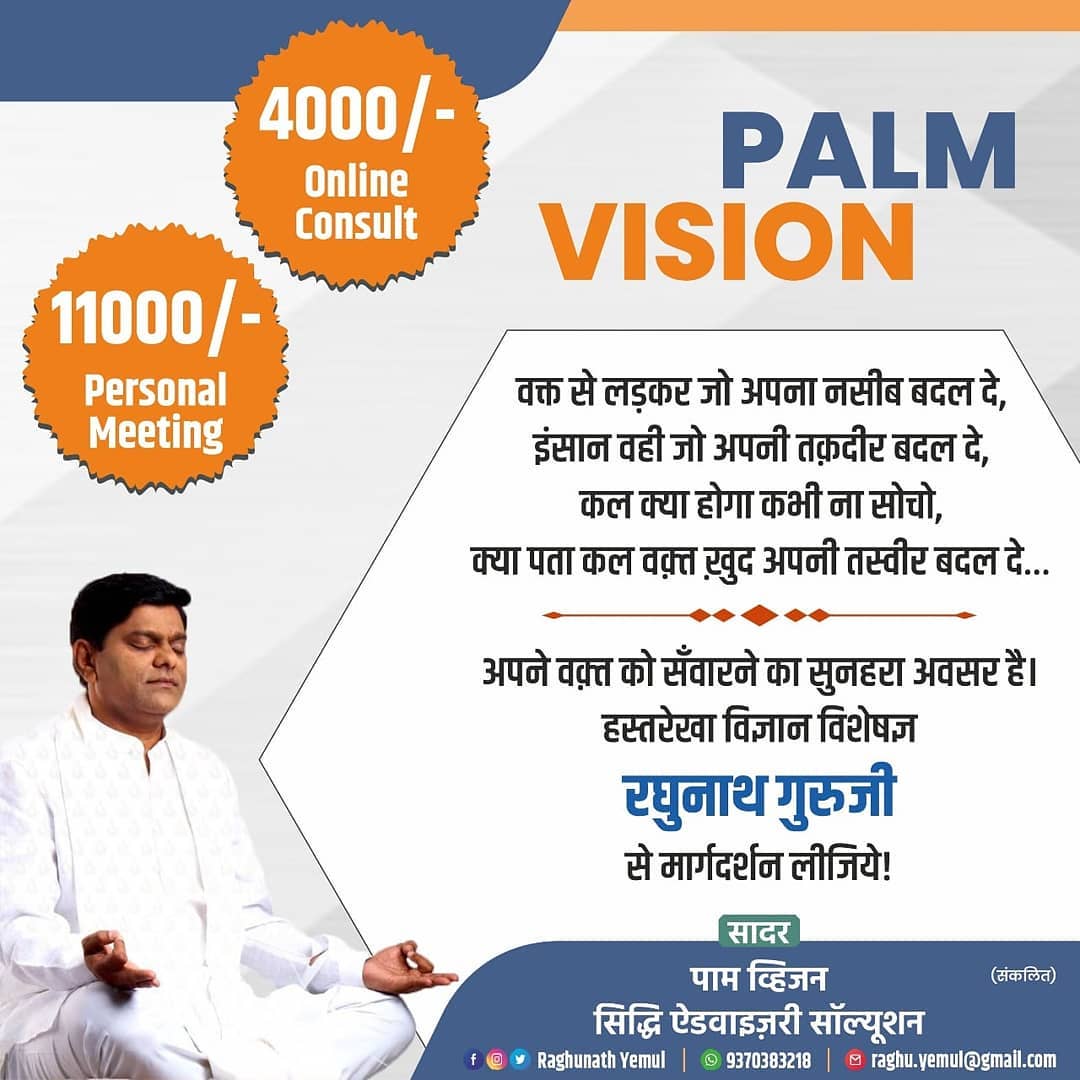 4000/-
Online
Consult
11000/-
Personal
Meeting
PALM
VISION
वक्त से लड़कर जो अपना नसीब बदल दे,
इंसान वही जो अपनी तक़दीर बदल दे,
कल क्या होगा कभी ना सोचो,
क्या पता कल वक़्त ख़ुद अपनी तस्वीर बदल दे...
अपने वक़्त को सँवारने का सुनहरा अवसर है।
हस्तरेखा विज्ञान विशेषज्ञ
रघुनाथ गुरुजी
से मार्गदर्शन लीजिये!
सादर
पाम व्हिजन
(संकलित)
सिद्धि ऐडवाइज़री सॉल्यूशन
Raghunath Yemul | 9370383218 | raghu.yemul@gmail.com